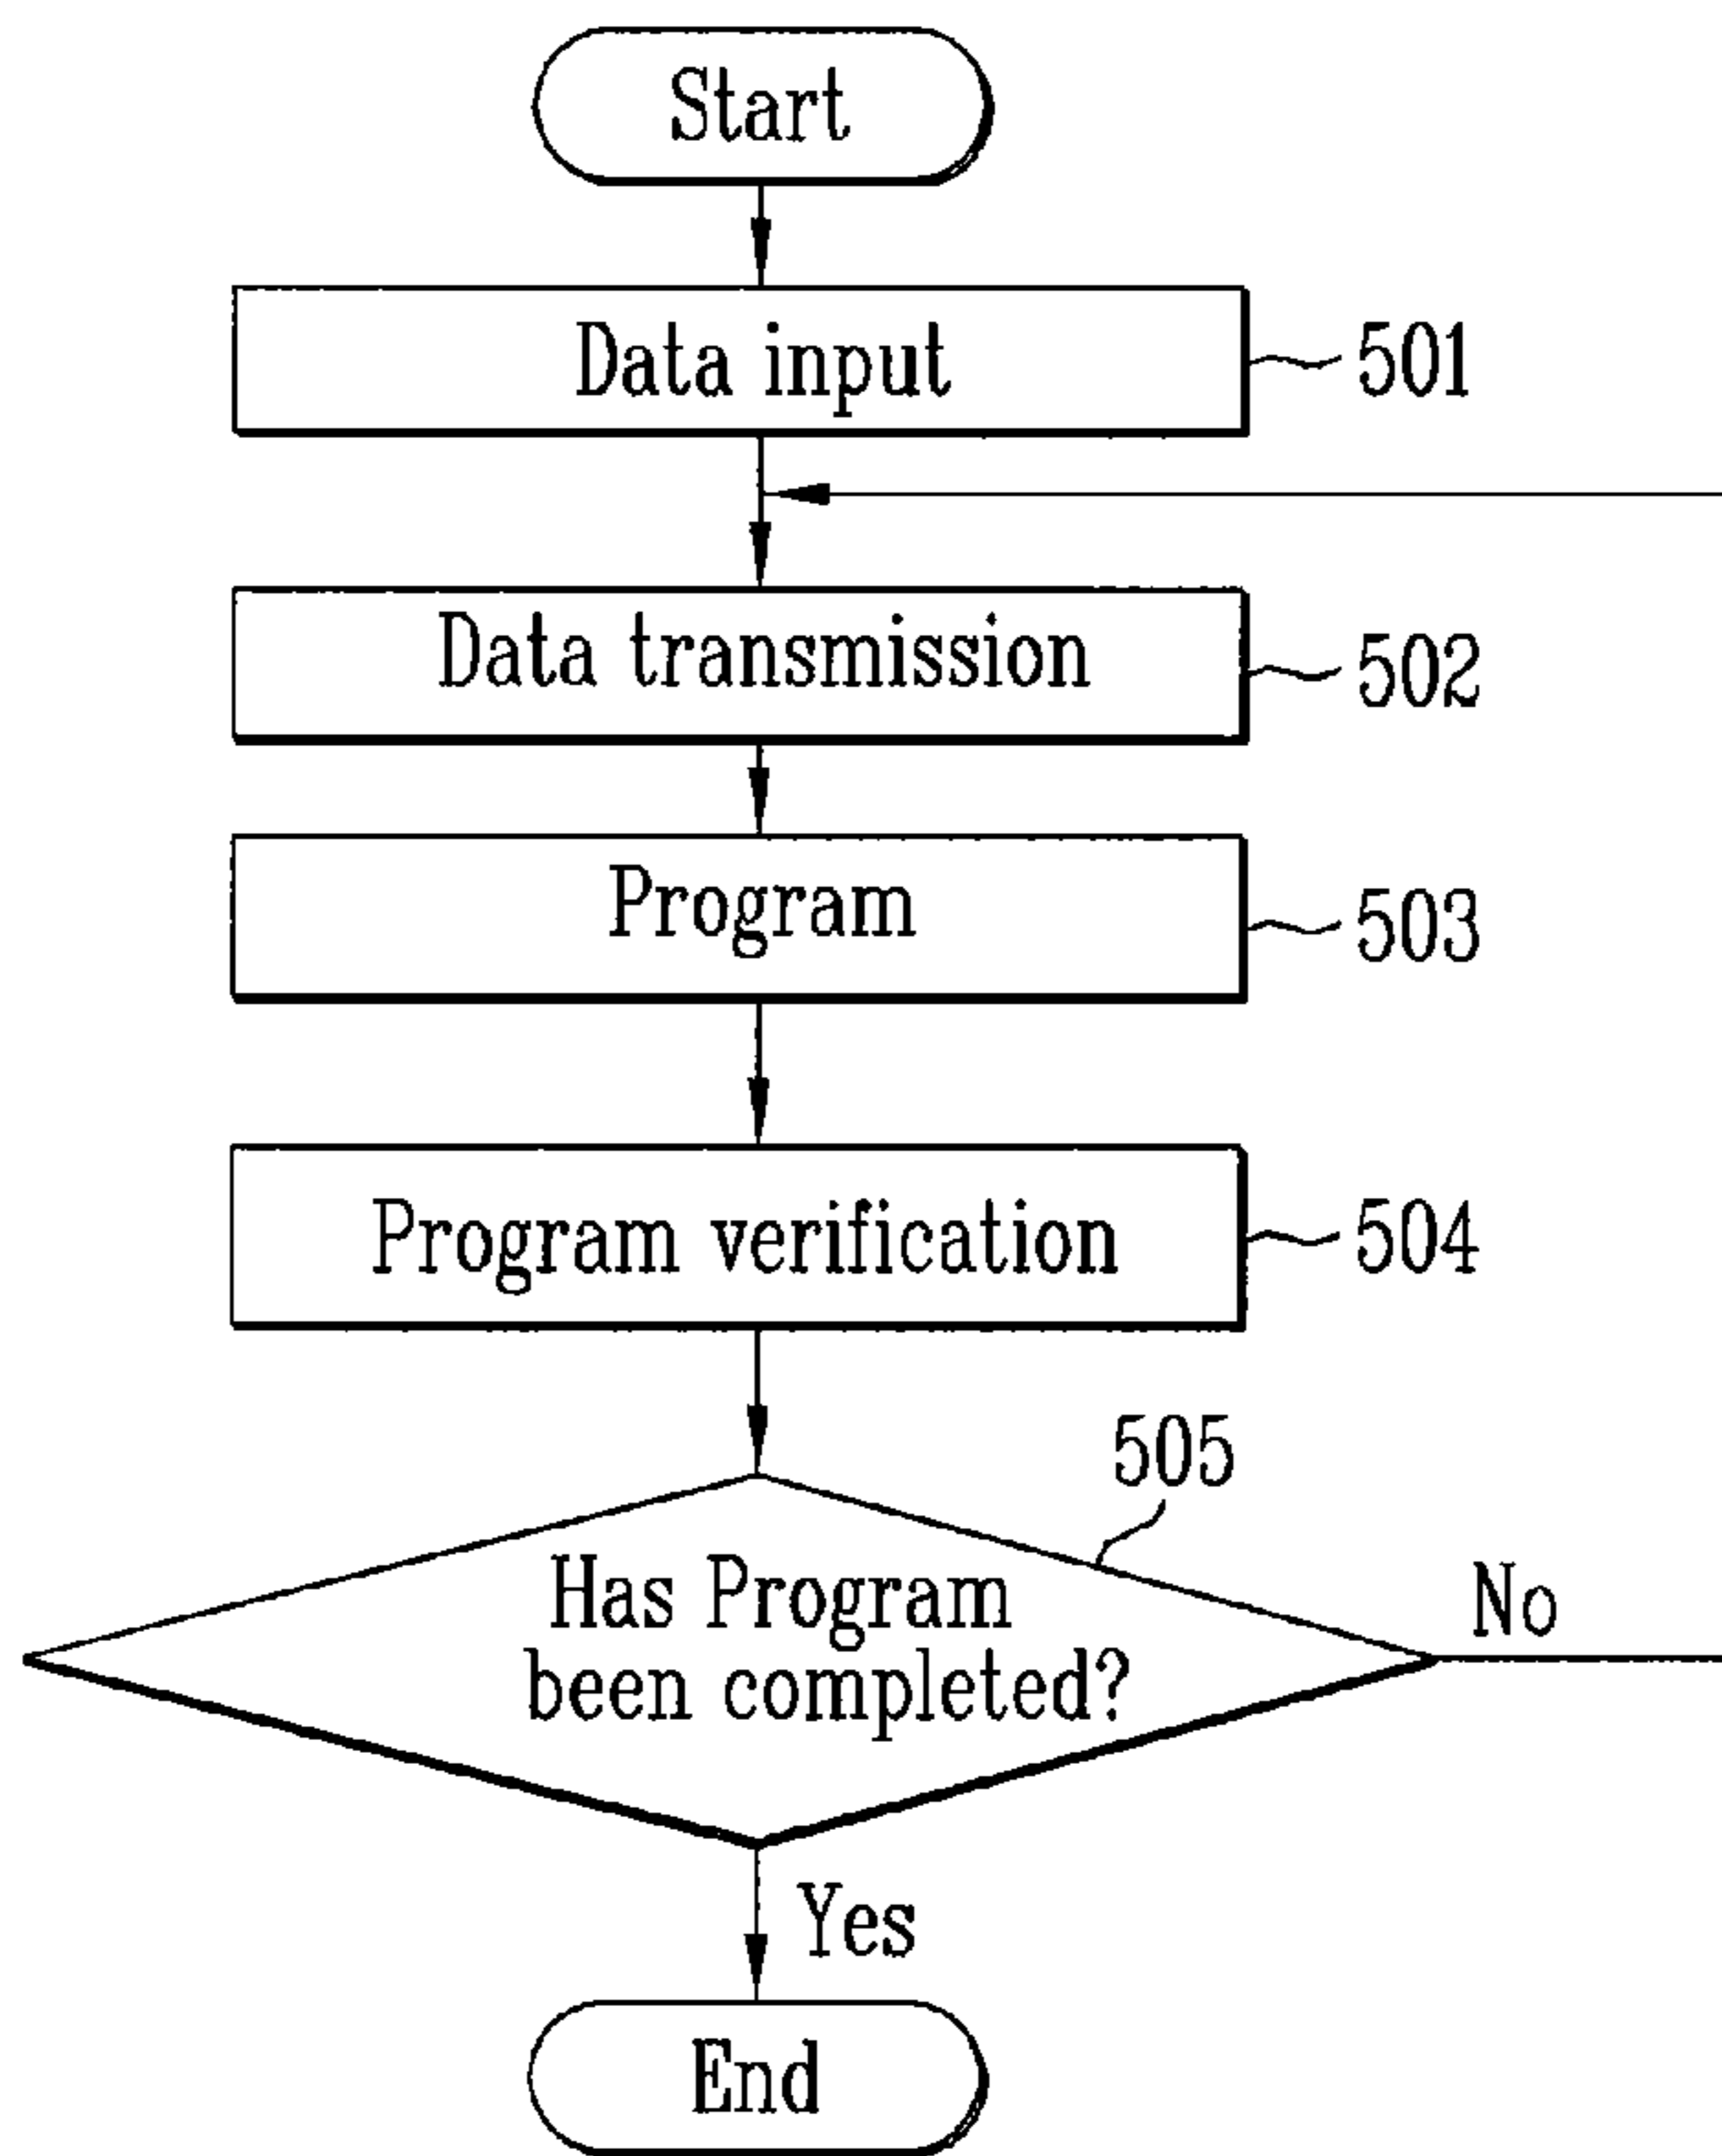 Start
Data input
501
Data transmission
502
Program
503
Program verification
504
505
Has Program
been completed?
No
Yes
End